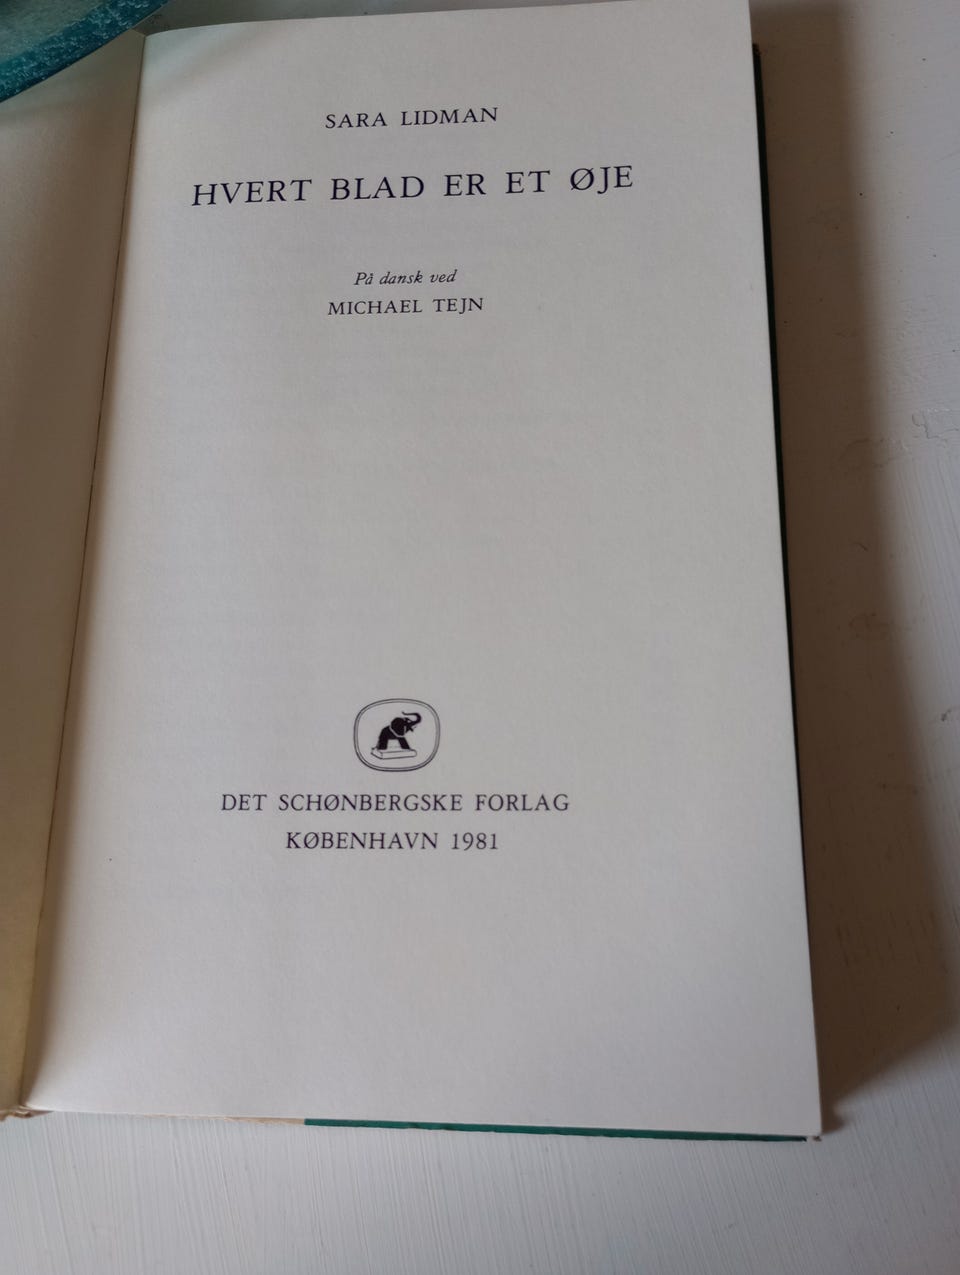 SARA LIDMAN
HVERT BLAD ER ET ØJE
På dansk ved
MICHAEL TEJN
DET SCHØNBERGSKE FORLAG
KØBENHAVN 1981